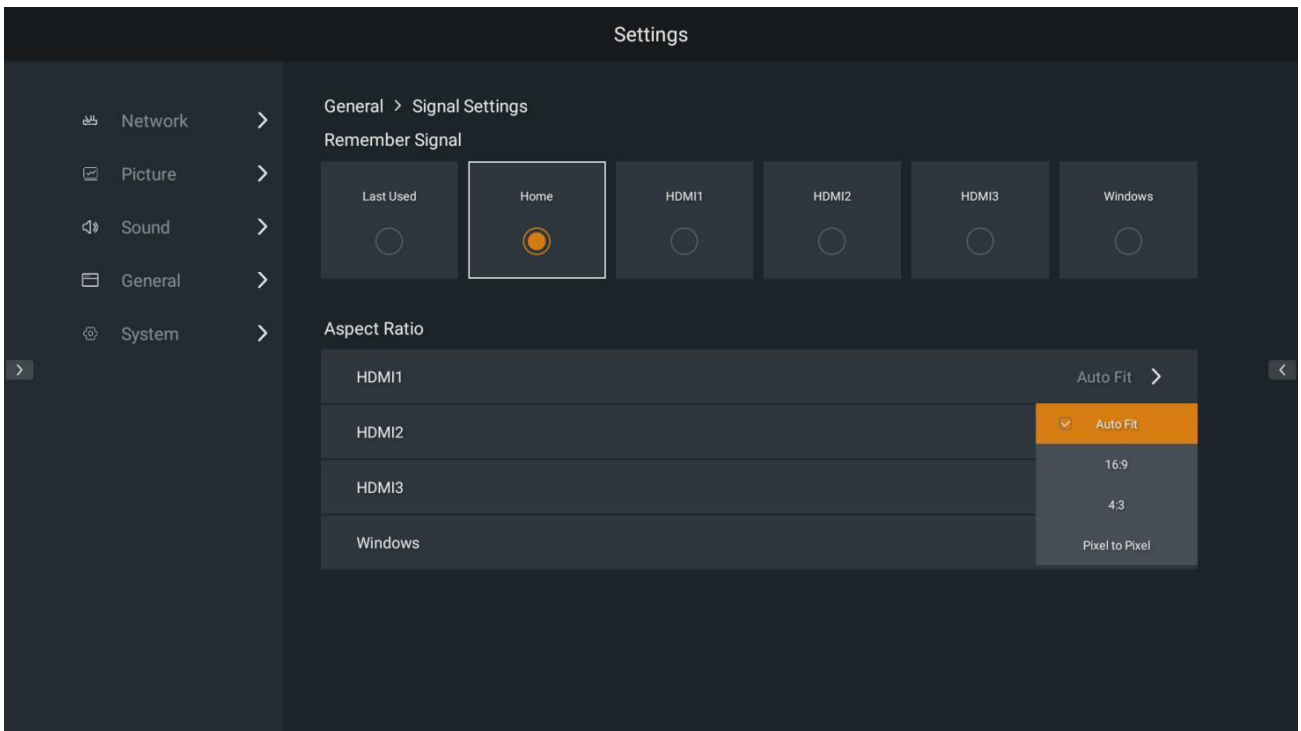 Settings
Network
Picture
Sound
General
System
General > Signal Settings
Remember Signal
Last Used
Home
HDMI1
HDMI2
HDMI3
Windows
Aspect Ratio
HDMI1
Auto Fit
HDMI2
HDMI3
Windows
Auto Fit
16:9
4:3
Pixel to Pixel